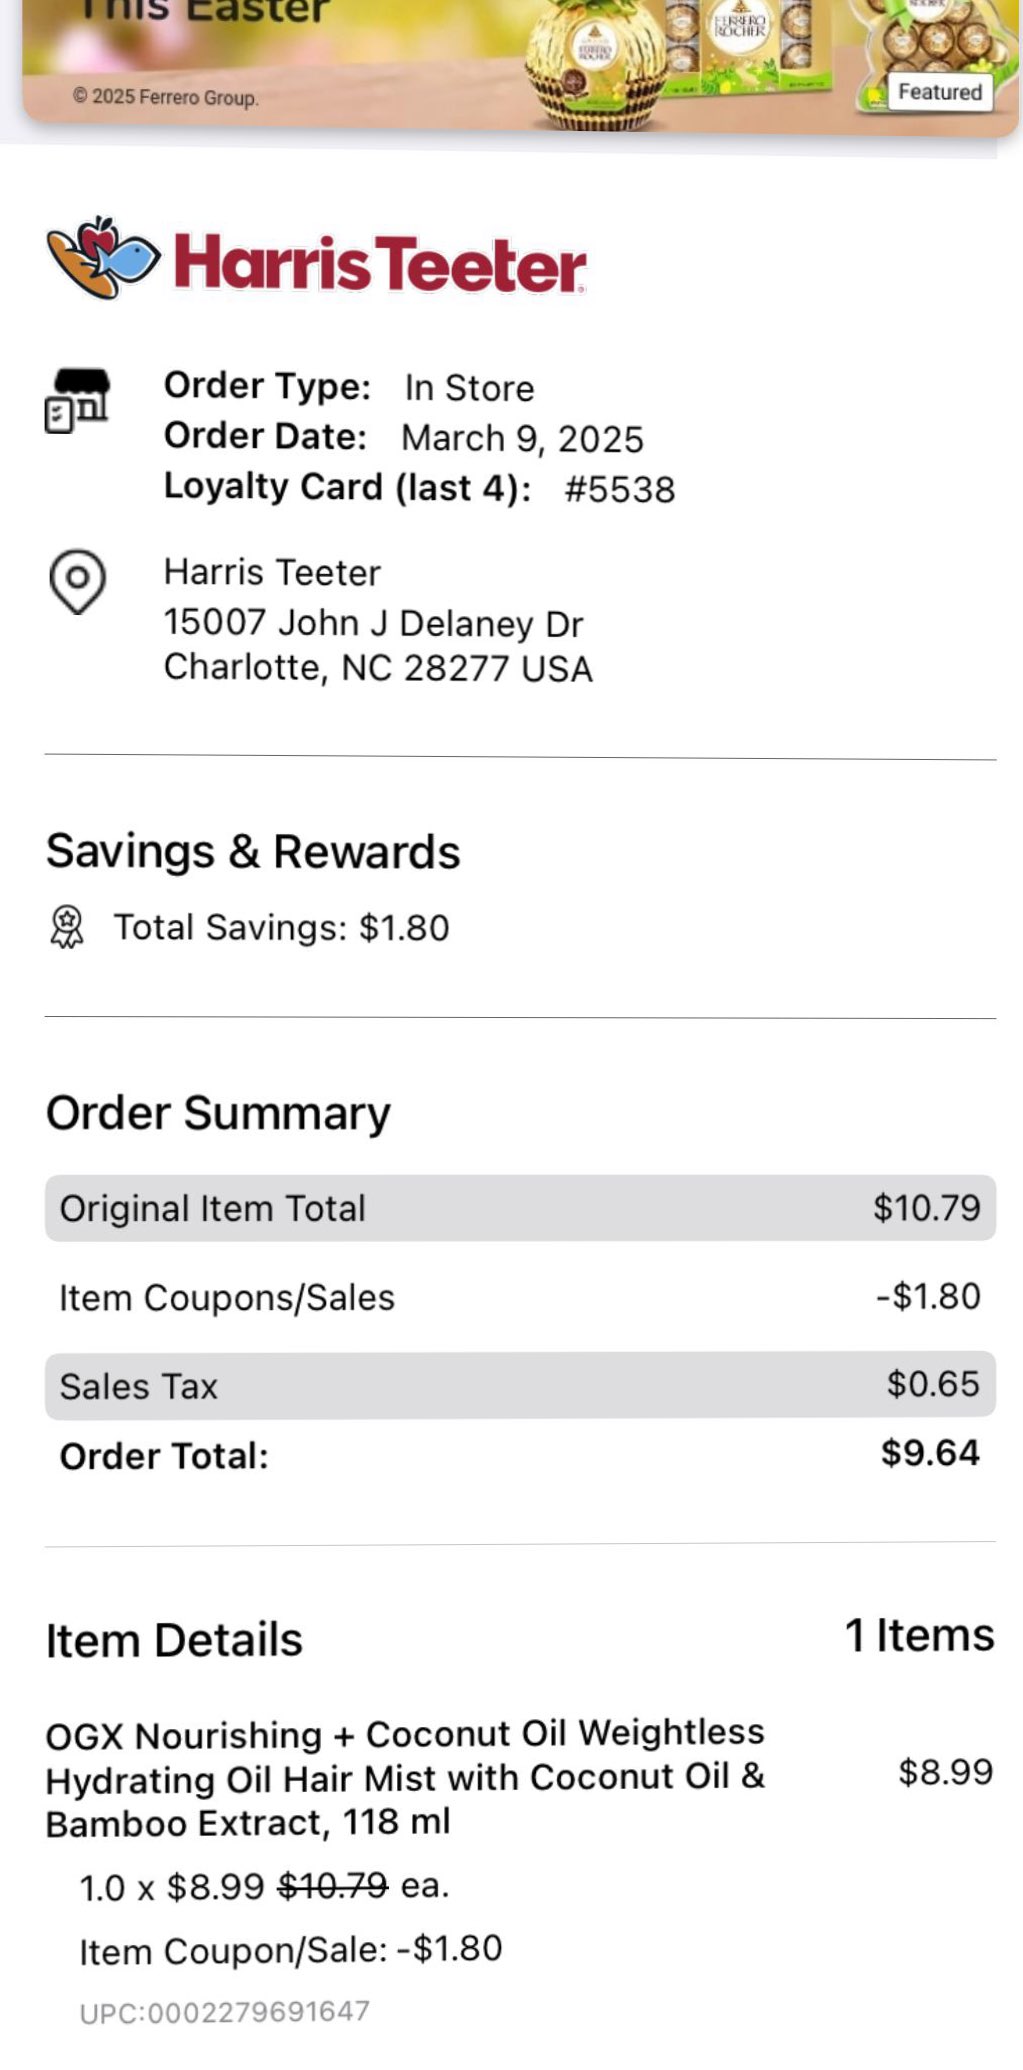 This Easter
© 2025 Ferrero Group.
FERRERO
ROCHER
FERRERO
ROCHER
Featured
Harris Teeter
Order Type: In Store
Order Date: March 9, 2025
Loyalty Card (last 4): #5538
Harris Teeter
15007 John J Delaney Dr
Charlotte, NC 28277 USA
Savings & Rewards
Total Savings: $1.80
Order Summary
Original Item Total $10.79
Item Coupons/Sales -$1.80
Sales Tax $0.65
Order Total: $9.64
Item Details 1 Items
OGX Nourishing + Coconut Oil Weightless
Hydrating Oil Hair Mist with Coconut Oil & $8.99
Bamboo Extract, 118 ml
1.0 x $8.99 $10.79 ea.
Item Coupon/Sale: -$1.80
UPC:0002279691647